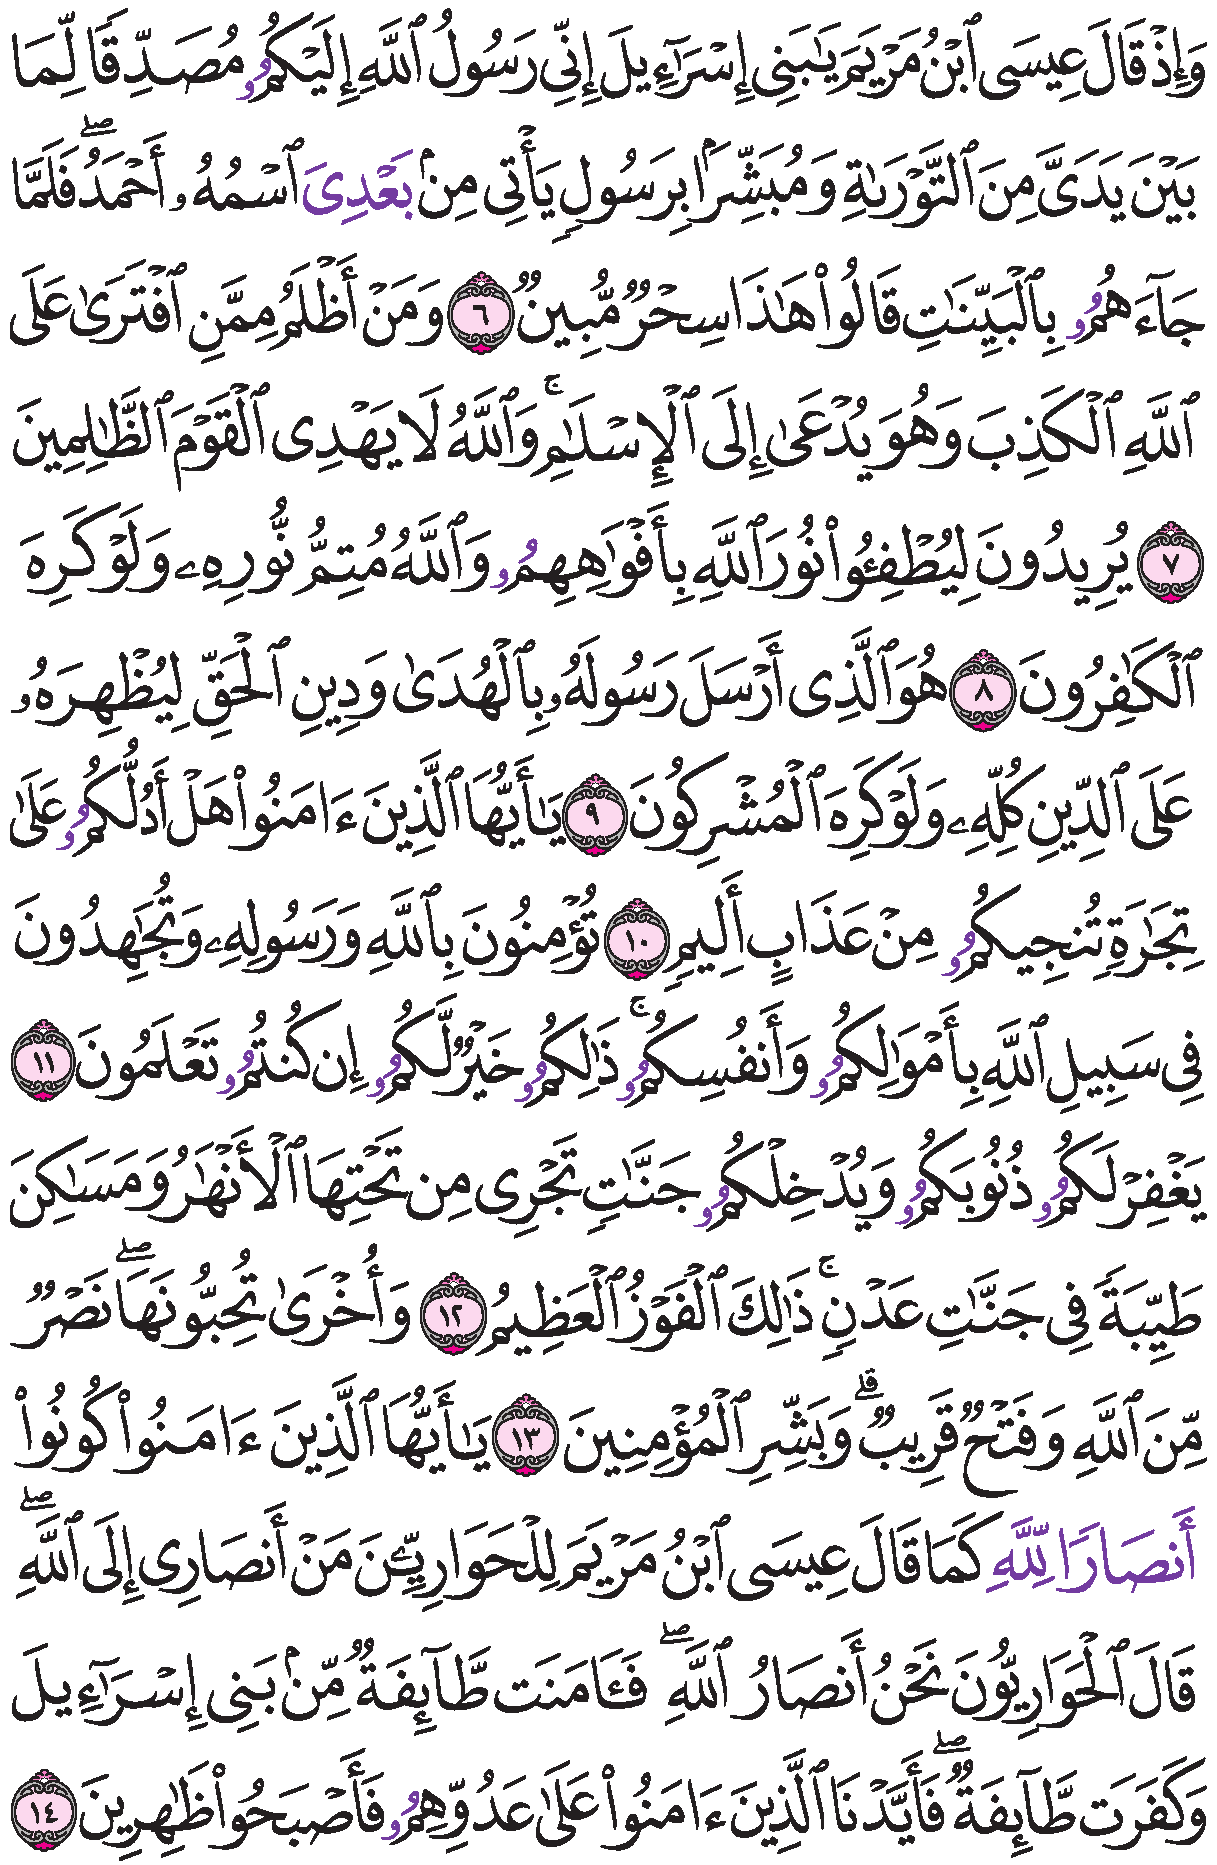 وَإِذْ قَالَ عِيسَى ٱبْنُ مَرْيَمَ يَٰبَنِىٓ إِسْرَٰٓءِيلَ إِنِّى رَسُولُ ٱللَّهِ إِلَيْكُمُۥ مُصَدِّقًا لِّمَا
بَيْنَ يَدَىَّ مِنَ ٱلتَّوْرَىٰةِ وَمُبَشِّرَۢا بِرَسُولٍ يَأْتِى مِنۢ بَعْدِىَ ٱسْمُهُۥ أَحْمَدُ ۖ فَلَمَّا
جَآءَهُمُۥ بِٱلْبَيِّنَٰتِ قَالُوا۟ هَٰذَا سِحْرٌ مُّبِينٌ ٦ وَمَنْ أَظْلَمُ مِمَّنِ ٱفْتَرَىٰ عَلَى
ٱللَّهِ ٱلْكَذِبَ وَهُوَ يُدْعَىٰٓ إِلَى ٱلْإِسْلَٰمِ ۚ وَٱللَّهُ لَا يَهْدِى ٱلْقَوْمَ ٱلظَّٰلِمِينَ
٧ يُرِيدُونَ لِيُطْفِـُٔوا۟ نُورَ ٱللَّهِ بِأَفْوَٰهِهِمُۥ وَٱللَّهُ مُتِمٌّ نُّورَهُۥ وَلَوْ كَرِهَ
ٱلْكَٰفِرُونَ ٨ هُوَ ٱلَّذِىٓ أَرْسَلَ رَسُولَهُۥ بِٱلْهُدَىٰ وَدِينِ ٱلْحَقِّ لِيُظْهِرَهُۥ
عَلَى ٱلدِّينِ كُلِّهِۦ وَلَوْ كَرِهَ ٱلْمُشْرِكُونَ ٩ يَٰٓأَيُّهَا ٱلَّذِينَ ءَامَنُوا۟ هَلْ أَدُلُّكُمُۥ عَلَىٰ
تِجَٰرَةٍ تُنجِيكُمُۥ مِنْ عَذَابٍ أَلِيمٍ ١٠ تُؤْمِنُونَ بِٱللَّهِ وَرَسُولِهِۦ وَتُجَٰهِدُونَ
فِى سَبِيلِ ٱللَّهِ بِأَمْوَٰلِكُمُۥ وَأَنفُسِكُمُۥ ۚ ذَٰلِكُمُۥ خَيْرٌ لَّكُمُۥ إِن كُنتُمُۥ تَعْلَمُونَ ١١
يَغْفِرْ لَكُمُۥ ذُنُوبَكُمُۥ وَيُدْخِلْكُمُۥ جَنَّٰتٍ تَجْرِى مِن تَحْتِهَا ٱلْأَنْهَٰرُ وَمَسَٰكِنَ
طَيِّبَةً فِى جَنَّٰتِ عَدْنٍ ۚ ذَٰلِكَ ٱلْفَوْزُ ٱلْعَظِيمُ ١٢ وَأُخْرَىٰ تُحِبُّونَهَا ۖ نَصْرٌ
مِّنَ ٱللَّهِ وَفَتْحٌ قَرِيبٌ ۗ وَبَشِّرِ ٱلْمُؤْمِنِينَ ١٣ يَٰٓأَيُّهَا ٱلَّذِينَ ءَامَنُوا۟ كُونُوٓا۟
أَنصَارًا لِلَّهِ كَمَا قَالَ عِيسَى ٱبْنُ مَرْيَمَ لِلْحَوَارِيِّـۧنَ مَنْ أَنصَارِىٓ إِلَى ٱللَّهِ ۖ
قَالَ ٱلْحَوَارِيُّونَ نَحْنُ أَنصَارُ ٱللَّهِ ۖ فَـَٔامَنَت طَّآئِفَةٌ مِّنۢ بَنِىٓ إِسْرَٰٓءِيلَ
وَكَفَرَت طَّآئِفَةٌ ۖ فَأَيَّدْنَا ٱلَّذِينَ ءَامَنُوا۟ عَلَىٰ عَدُوِّهِمُۥ فَأَصْبَحُوا۟ ظَٰهِرِينَ ١٤